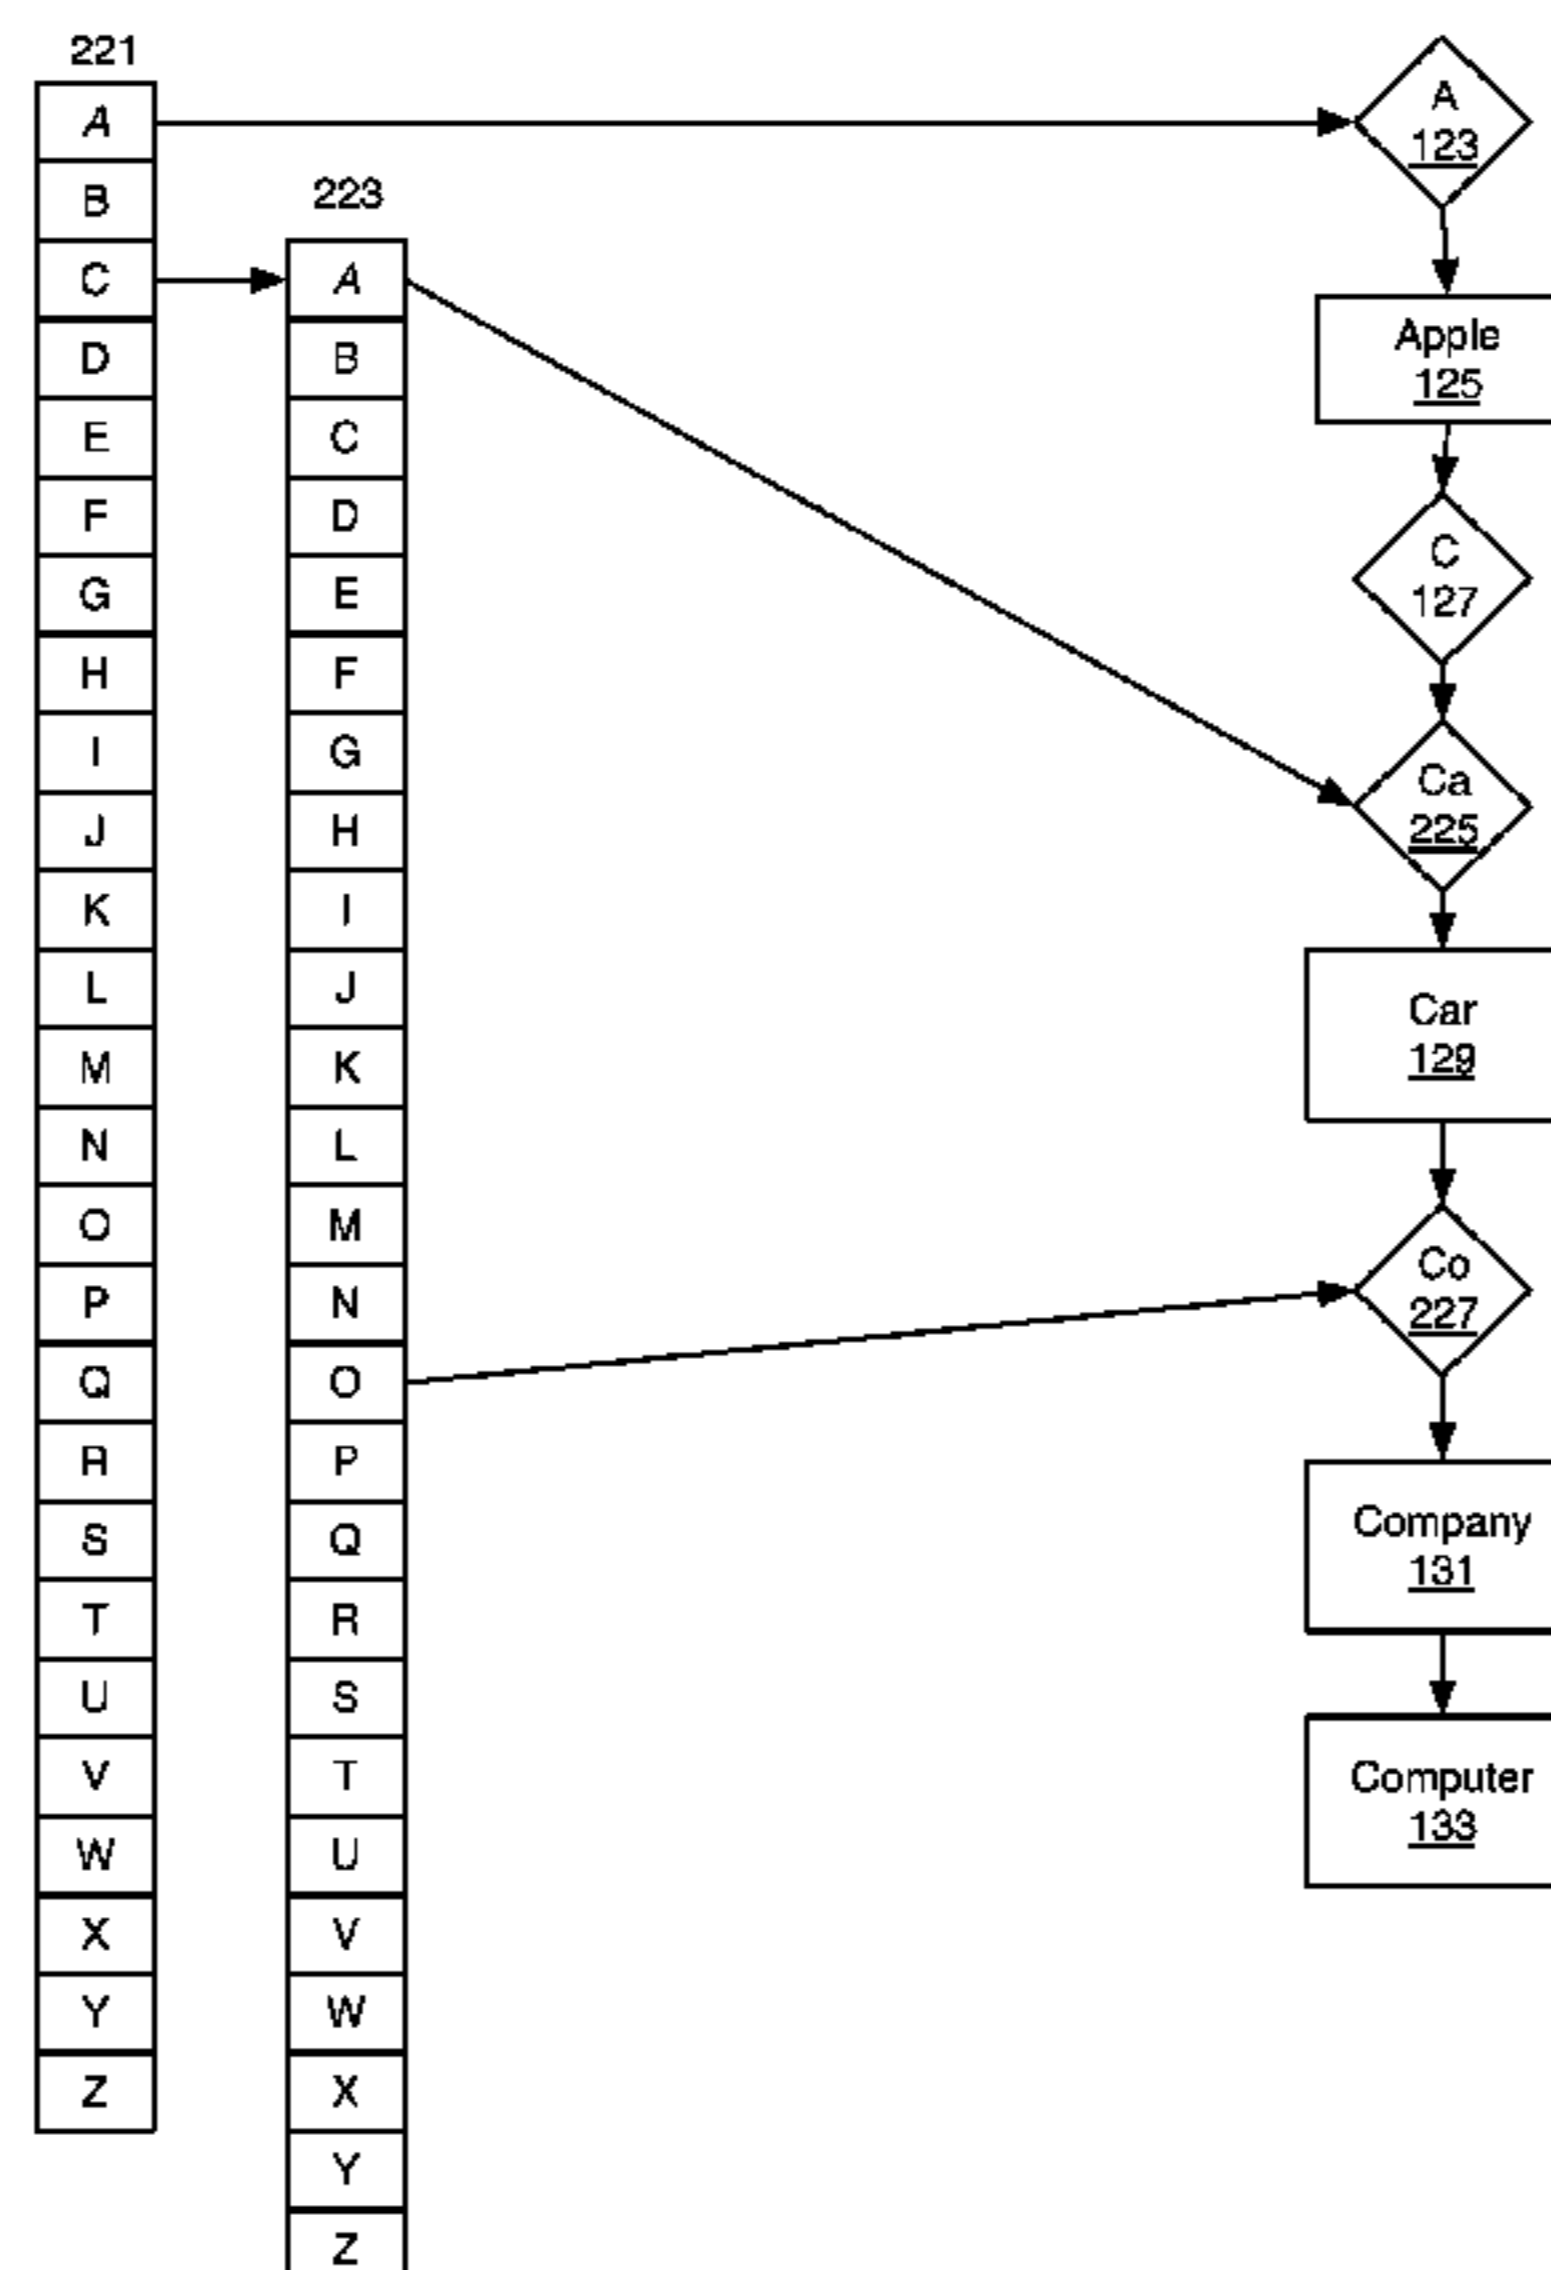 221
A
B
C
D
E
F
G
H
I
J
K
L
M
N
O
P
Q
R
S
T
U
V
W
X
Y
Z
223
A
B
C
D
E
F
G
H
I
J
K
L
M
N
O
P
Q
R
S
T
U
V
W
X
Y
Z
A
123
Apple
125
C
127
Ca
225
Car
129
Co
227
Company
131
Computer
133